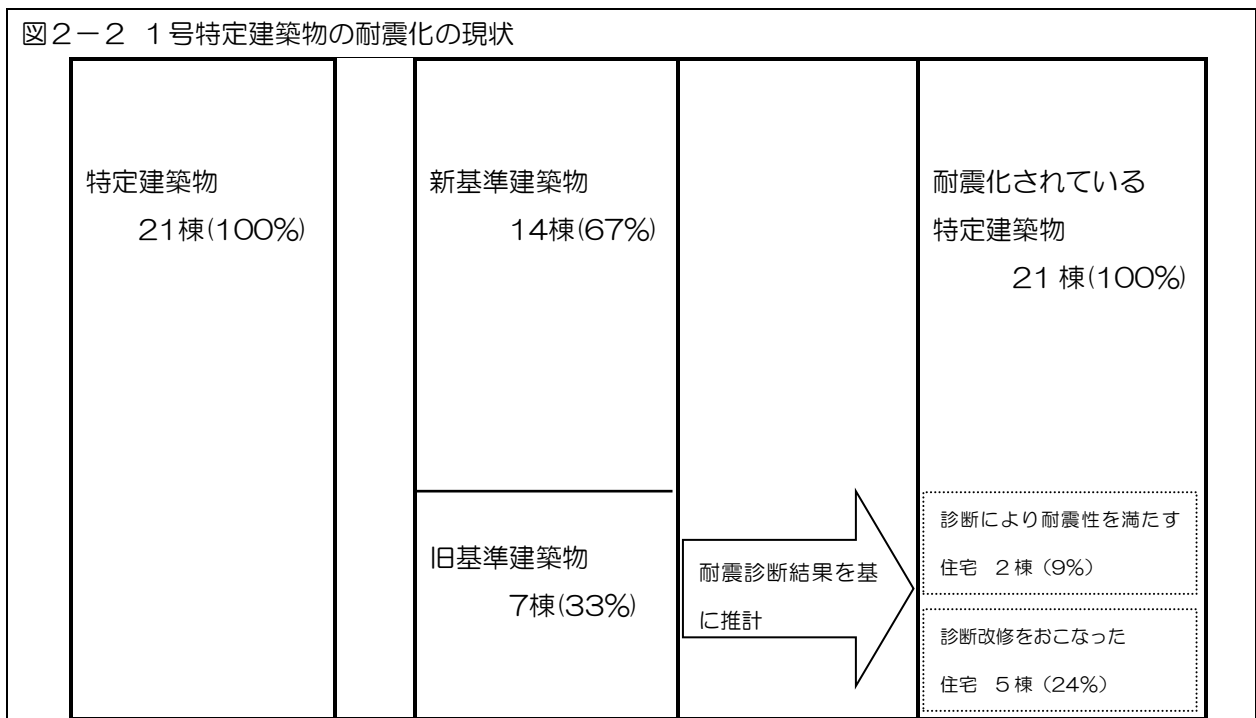 図2-2 1号特定建築物の耐震化の現状
特定建築物
21棟(100%)
新基準建築物
14棟(67%)
旧基準建築物
7棟(33%)
耐震診断結果を基
に推計
耐震化されている
特定建築物
21棟(100%)
診断により耐震性を満たす
住宅 2棟(9%)
診断改修をおこなった
住宅 5棟(24%)